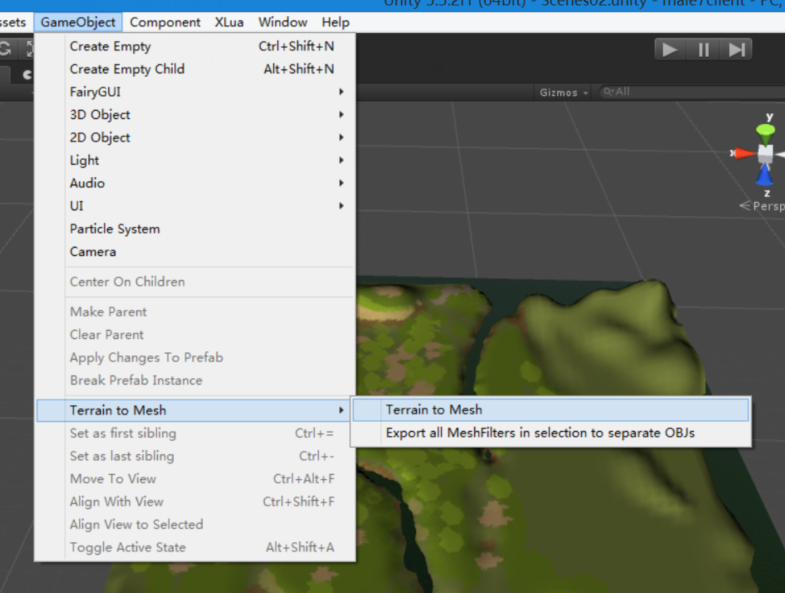 GameObject Component XLua Window Help
Create Empty Ctrl+Shift+N
Create Empty Child Alt+Shift+N
FairyGUI
3D Object
2D Object
Light
Audio
UI
Particle System
Camera
Center On Children
Make Parent
Clear Parent
Apply Changes To Prefab
Break Prefab Instance
Terrain to Mesh
Set as first sibling Ctrl+=
Set as last sibling Ctrl+-
Move To View Ctrl+Alt+F
Align With View Ctrl+Shift+F
Align View to Selected
Toggle Active State Alt+Shift+A
Terrain to Mesh
Export all MeshFilters in selection to separate OBJs
Gizmos All
y
x
z
Persp